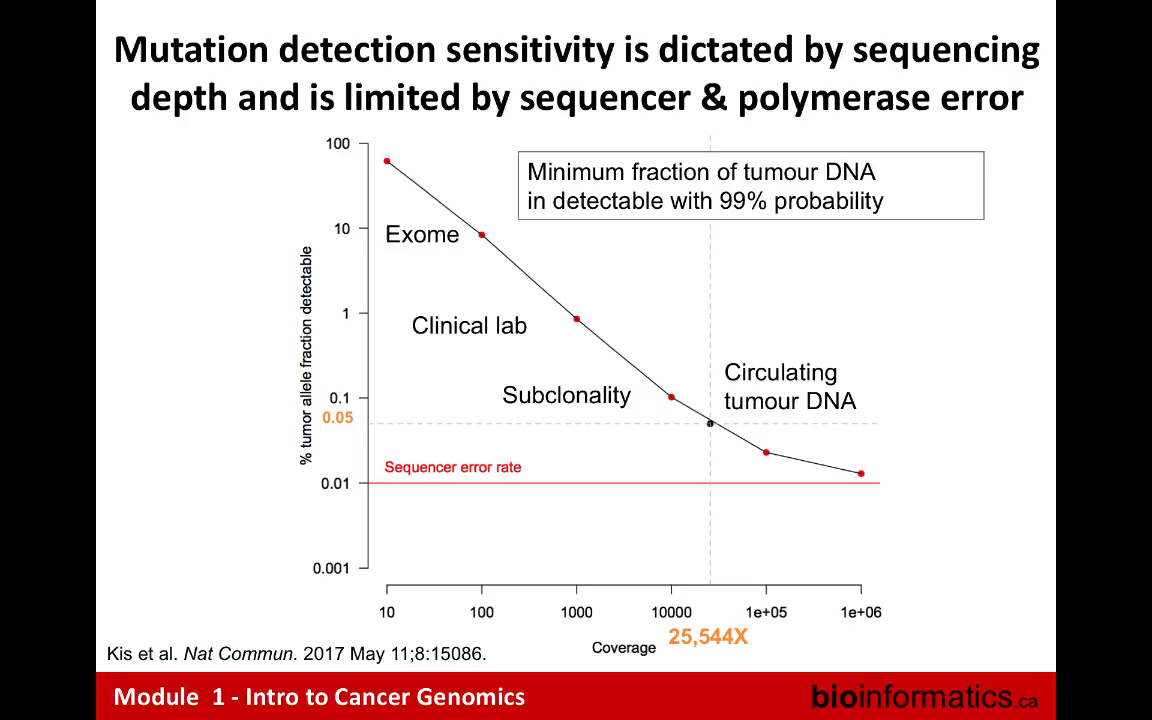 Mutation detection sensitivity is dictated by sequencing
depth and is limited by sequencer & polymerase error
Minimum fraction of tumour DNA
in detectable with 99% probability
% tumor allele fraction detectable
100
10
1
0.1
0.05
0.01
0.001
Exome
Clinical lab
Subclonality
Circulating
tumour DNA
Sequencer error rate
10
100
1000
10000
1e+05
1e+06
25,544X
Coverage
Kis et al. Nat Commun. 2017 May 11;8:15086.
Module 1 - Intro to Cancer Genomics
bioinformatics.ca